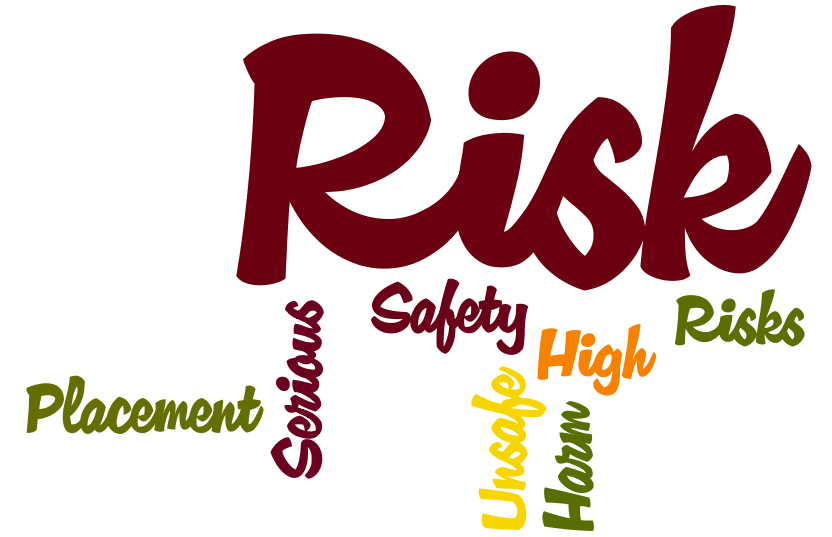 Risk
Safety
Risks
Serious
High
Placement
Unsafe
Harm